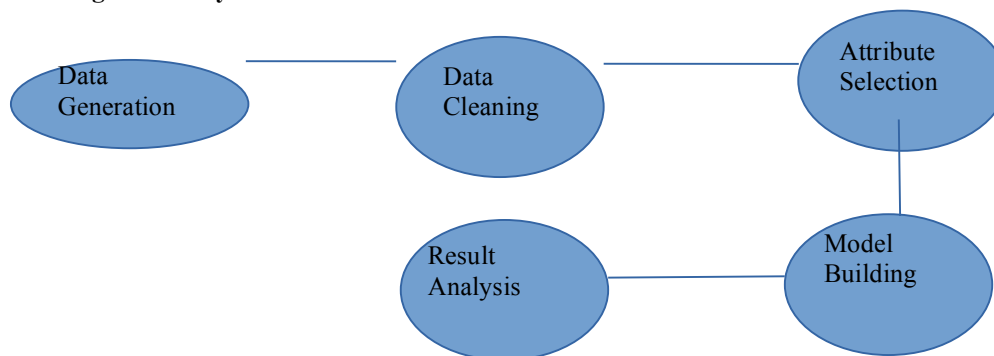 Data
Generation
Data
Cleaning
Attribute
Selection
Model
Building
Result
Analysis